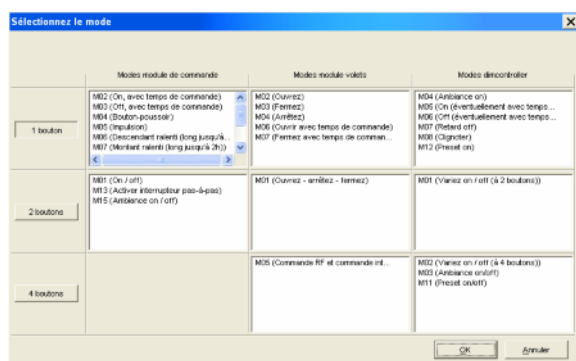 Sélectionnez le mode
Modes module de commande
Modes module volets
Modes dimcontroller
1 bouton
M02 (On, avec temps de commande)
M03 (Off, avec temps de commande)
M04 (Bouton-poussoir)
M05 (Impulsion)
M06 (Descendant ralenti (long jusqu'à...
M07 (Montant ralenti (long jusqu'à 2h))
M02 (Ouvrez)
M03 (Fermez)
M04 (Arrêtez)
M06 (Ouvrir avec temps de commande)
M07 (Fermez avec temps de comman...
M04 (Ambiance on)
M05 (On (éventuellement avec temps...
M06 (Off (éventuellement avec temps...
M07 (Retard off)
M08 (Clignoter)
M12 (Preset on)
2 boutons
M01 (On / off)
M13 (Activer interrupteur pas-à-pas)
M15 (Ambiance on / off)
M01 (Ouvrez - arrêtez - fermez)
M01 (Variez on / off (à 2 boutons))
4 boutons
M05 (Commande RF et commande int...
M02 (Variez on / off (à 4 boutons))
M03 (Ambiance on/off)
M11 (Preset on/off)
OK
Annuler